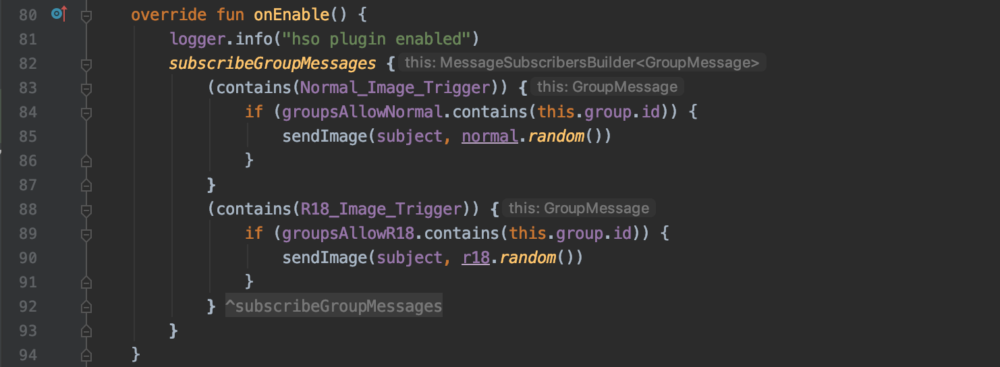 80 override fun onEnable() {
81 logger.info("hso plugin enabled")
82 subscribeGroupMessages { this: MessageSubscribersBuilder<GroupMessage>
83 (contains(Normal_Image_Trigger)) { this: GroupMessage
84 if (groupsAllowNormal.contains(this.group.id)) {
85 sendImage(subject, normal.random())
86 }
87 }
88 (contains(R18_Image_Trigger)) { this: GroupMessage
89 if (groupsAllowR18.contains(this.group.id)) {
90 sendImage(subject, r18.random())
91 }
92 } ^subscribeGroupMessages
93 }
94 }